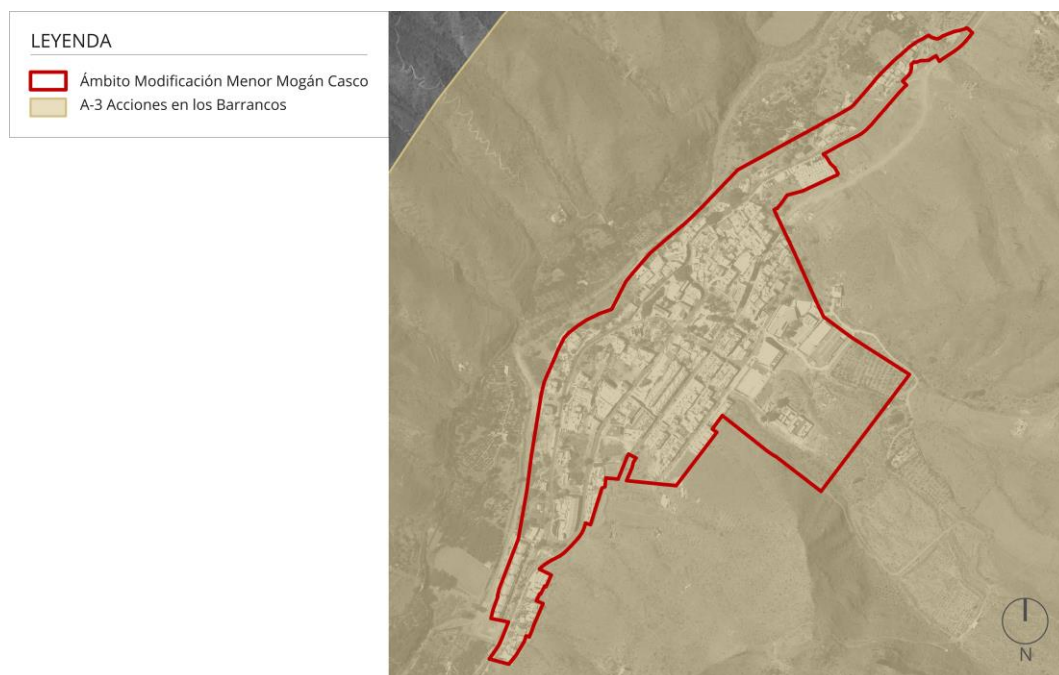 LEYENDA
Ámbito Modificación Menor Mogán Casco
A-3 Acciones en los Barrancos
N